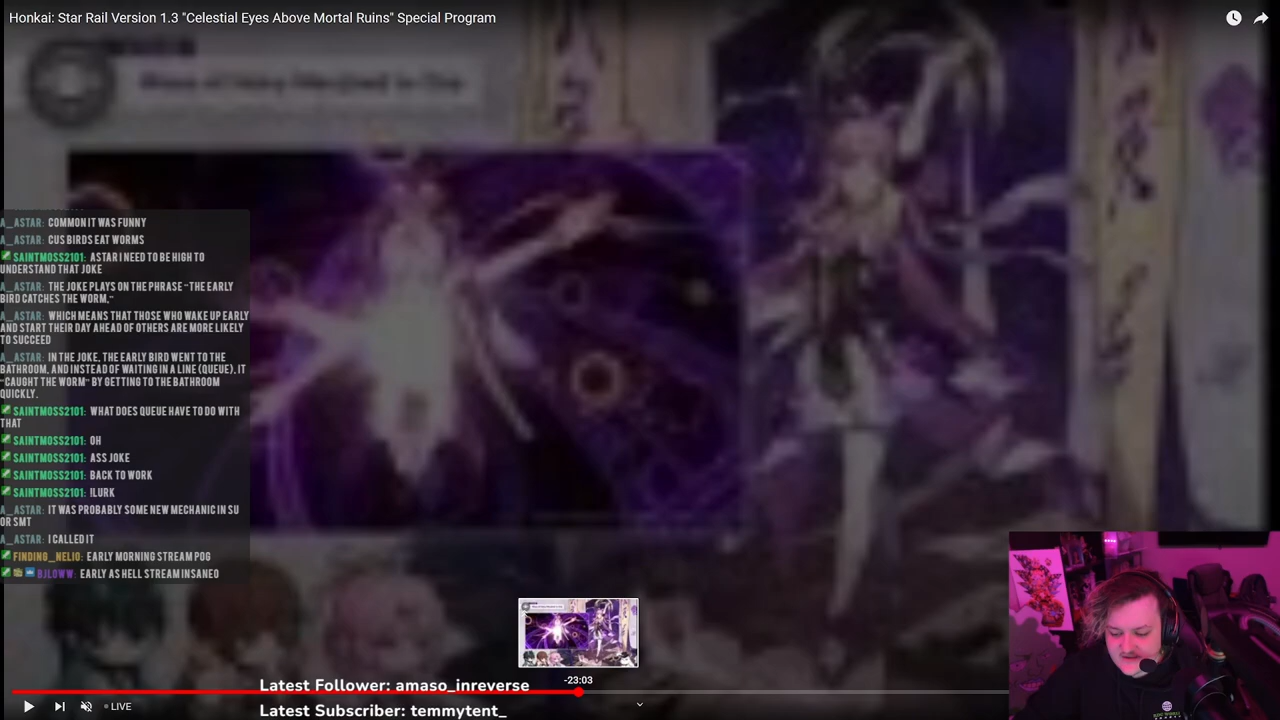 Honkai: Star Rail Version 1.3 "Celestial Eyes Above Mortal Ruins" Special Program
A_ASTAR: COMMON IT WAS FUNNY
A_ASTAR: CUS BIRDS EAT WORMS
SAINTMOSS2101: ASTAR I NEED TO BE HIGH TO
UNDERSTAND THAT JOKE
A_ASTAR: THE JOKE PLAYS ON THE PHRASE "THE EARLY
BIRD CATCHES THE WORM,"
A_ASTAR: WHICH MEANS THAT THOSE WHO WAKE UP EARLY
AND START THEIR DAY AHEAD OF OTHERS ARE MORE LIKELY
TO SUCCEED
A_ASTAR: IN THE JOKE, THE EARLY BIRD WENT TO THE
BATHROOM, AND INSTEAD OF WAITING IN A LINE (QUEUE), IT
"CAUGHT THE WORM" BY GETTING TO THE BATHROOM
QUICKLY.
SAINTMOSS2101: WHAT DOES QUEUE HAVE TO DO WITH
THAT
SAINTMOSS2101: OH
SAINTMOSS2101: ASS JOKE
SAINTMOSS2101: BACK TO WORK
SAINTMOSS2101: !LURK
A_ASTAR: IT WAS PROBABLY SOME NEW MECHANIC IN SU
OR SMT
A_ASTAR: I CALLED IT
FINDING_NELIO: EARLY MORNING STREAM POG
BJLOWW: EARLY AS HELL STREAM INSANEO
-23:03
Latest Follower: amaso_inreverse
LIVE
Latest Subscriber: temmytent_